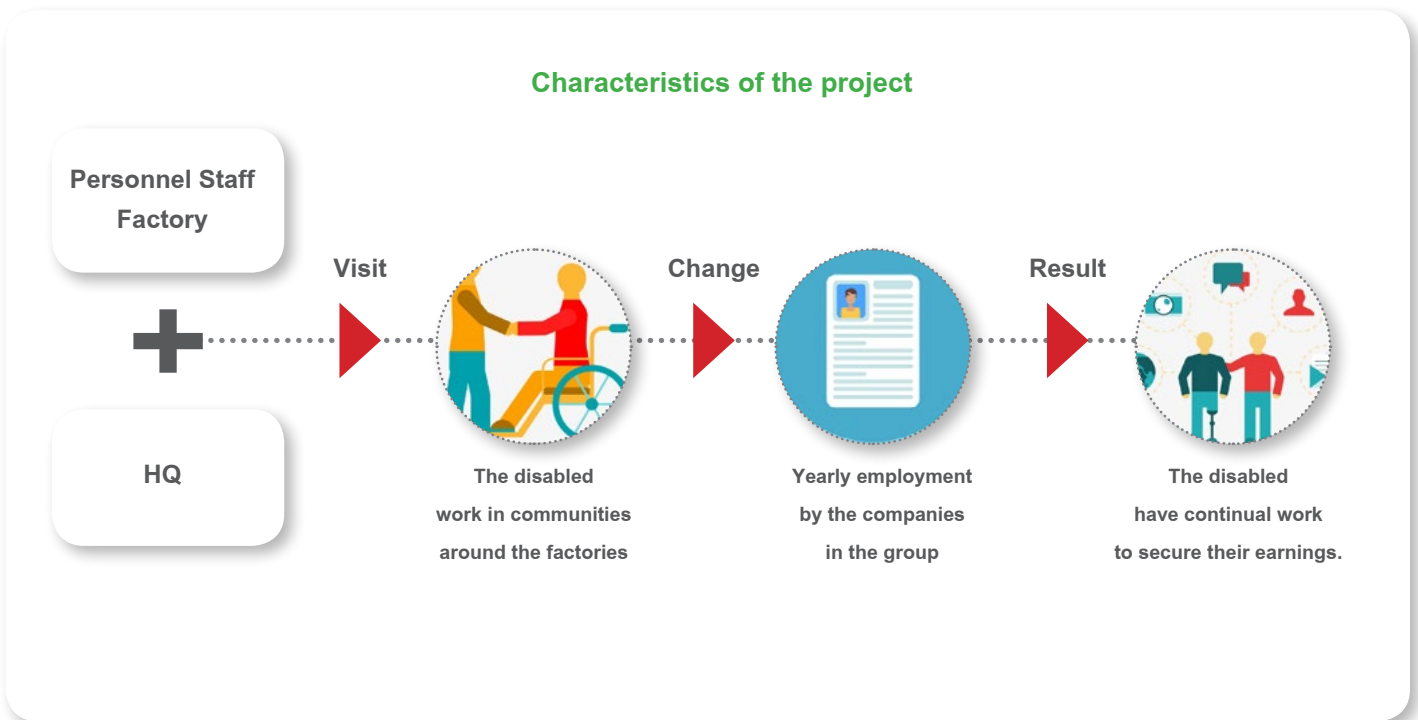 Characteristics of the project
Personnel Staff
Factory
HQ
Visit
The disabled
work in communities
around the factories
Change
Yearly employment
by the companies
in the group
Result
The disabled
have continual work
to secure their earnings.